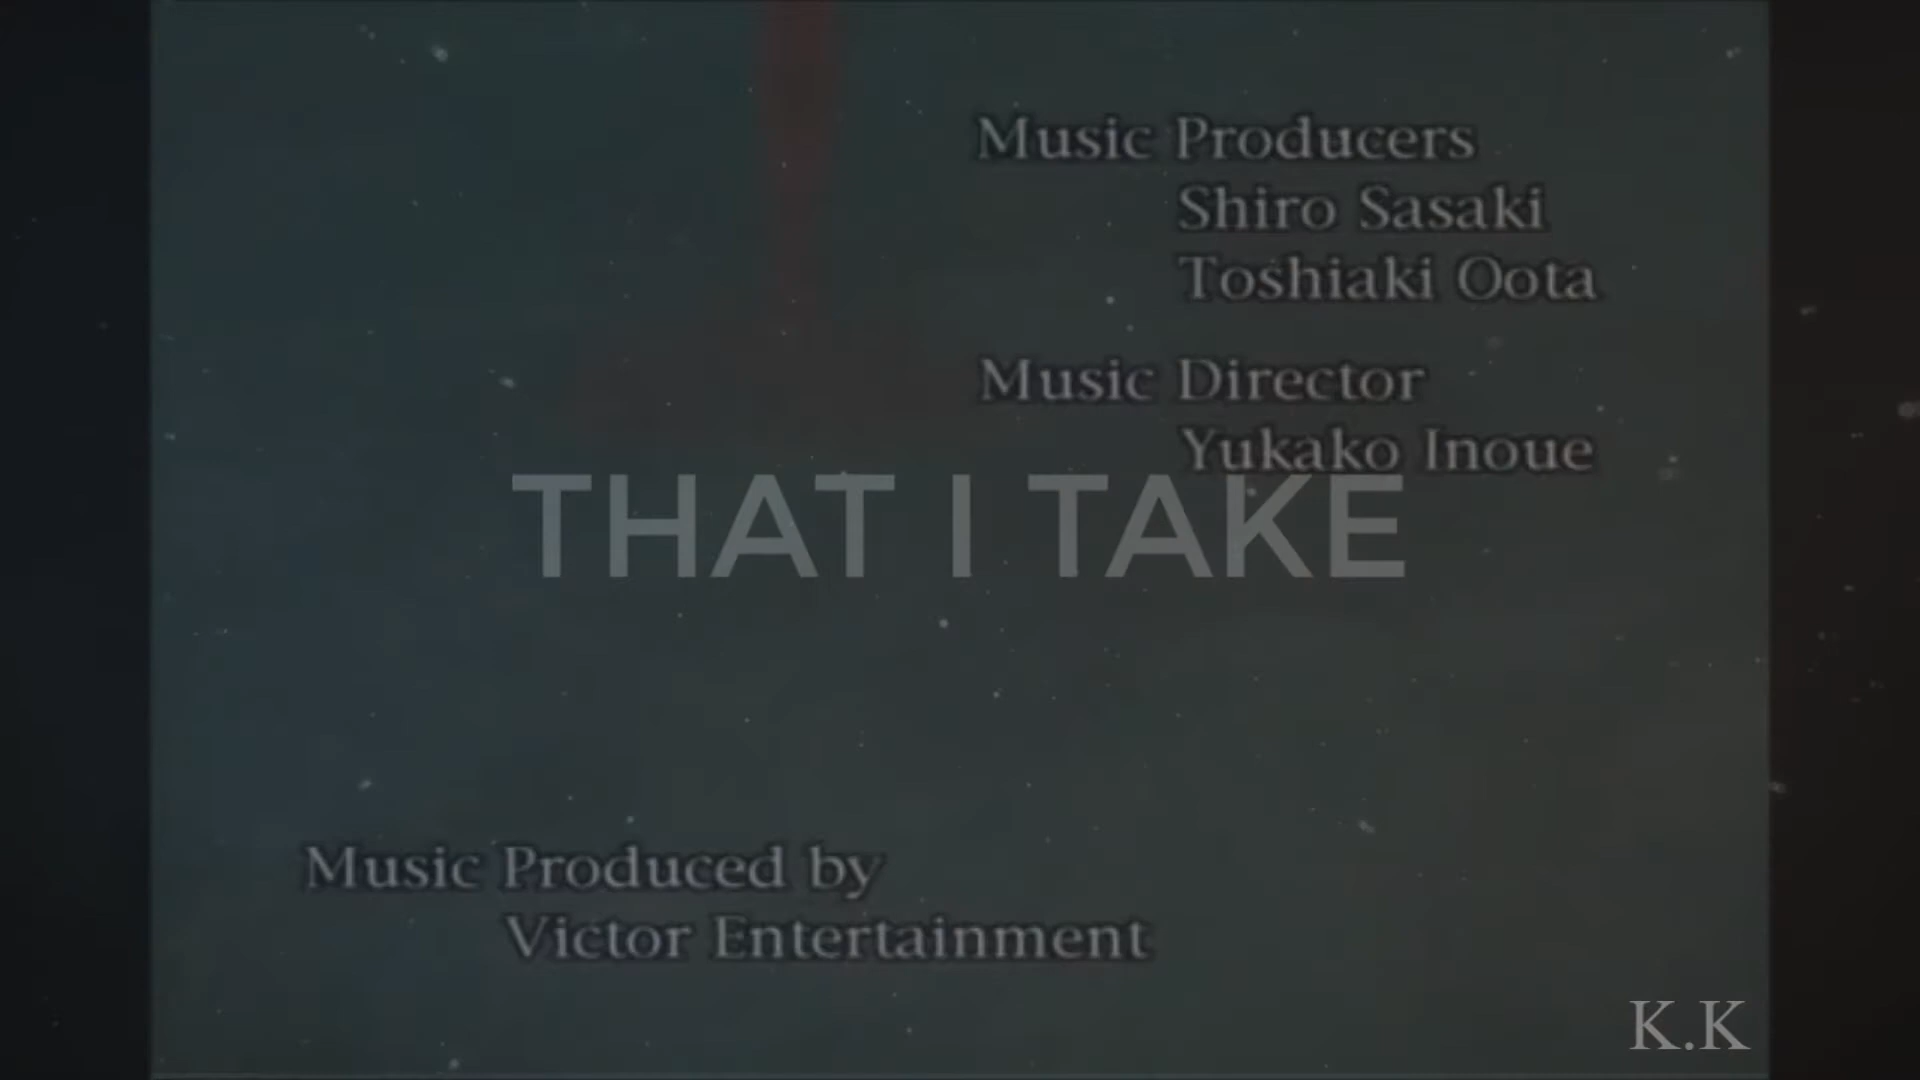 Music Producers
Shiro Sasaki
Toshiaki Oota
Music Director
Yukako Inoue
THAT I TAKE
Music Produced by
Victor Entertainment
K.K